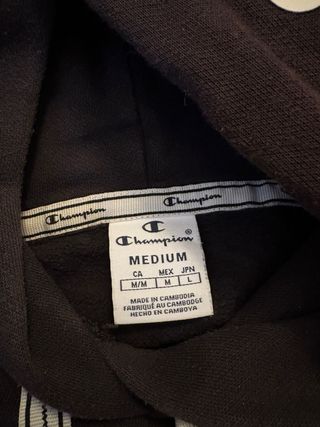 Champion Champion
Champion®
MEDIUM
CA MEX JPN
M/M M L
MADE IN CAMBODIA
FABRIQUÉ AU CAMBODGE
HECHO EN CAMBOYA